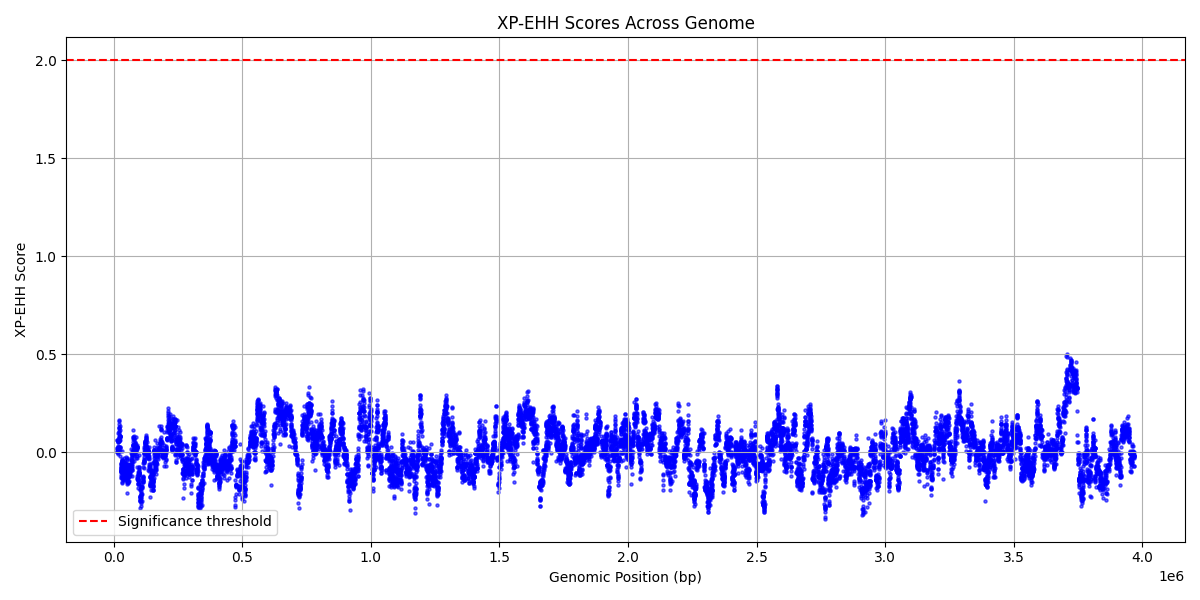 XP-EHH Scores Across Genome
XP-EHH Score
2.0
1.5
1.0
0.5
0.0
Significance threshold
0.0 0.5 1.0 1.5 2.0 2.5 3.0 3.5 4.0
1e6
Genomic Position (bp)